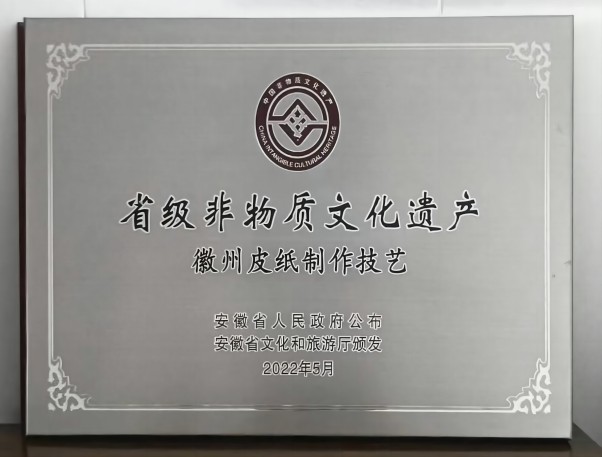 中国非物质文化遗产
CHINA INTANGIBLE CULTURAL HERITAGE
省级非物质文化遗产
徽州皮纸制作技艺
安徽省人民政府公布
安徽省文化和旅游厅颁发
2022年5月